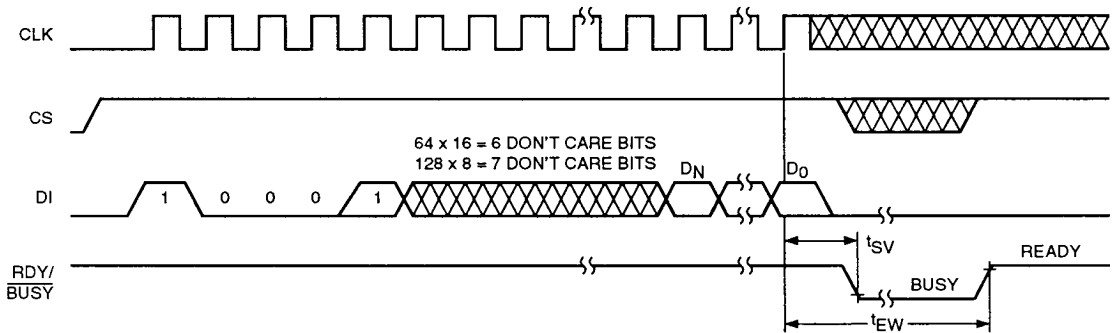 CLK
CS
64 x 16 = 6 DON'T CARE BITS
128 x 8 = 7 DON'T CARE BITS
DN
D0
DI
1 0 0 0 1
tSV
RDY/
BUSY
BUSY
READY
tEW